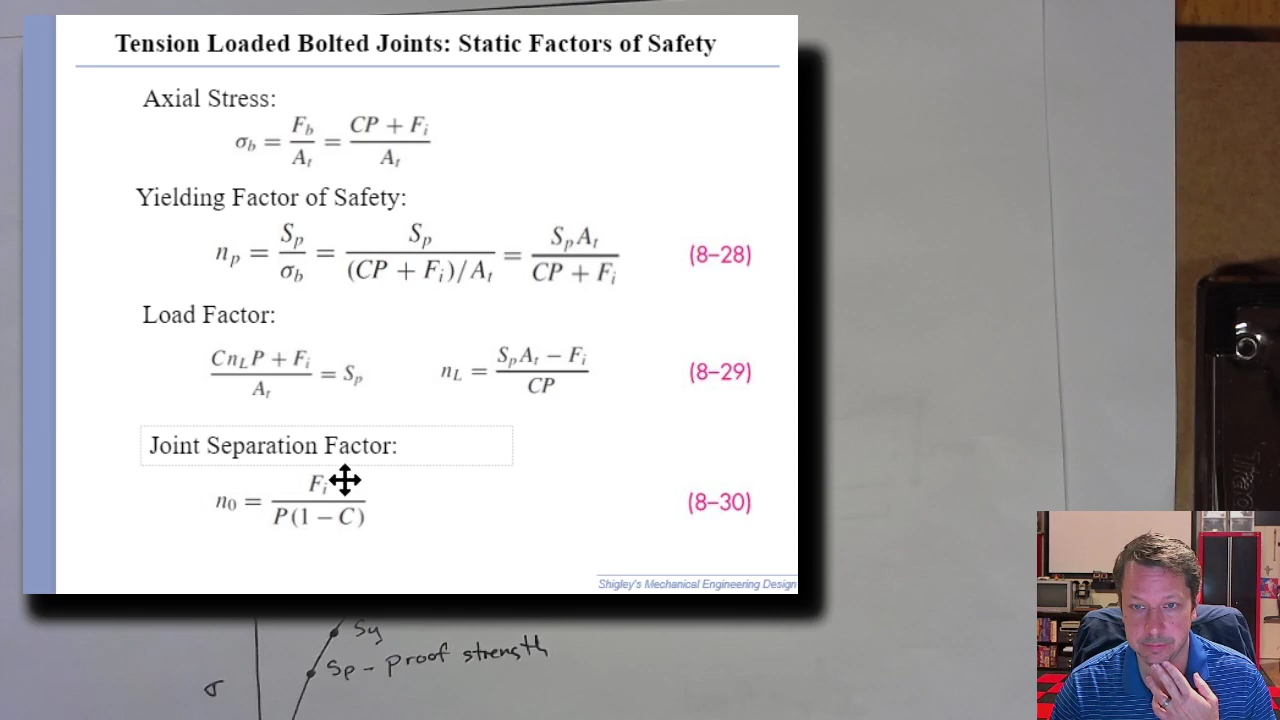 Tension Loaded Bolted Joints: Static Factors of Safety
Axial Stress:
σb = Fb/At = (CP + Fi)/At
Yielding Factor of Safety:
np = Sp/σb = Sp/((CP + Fi)/At) = SpAt/(CP + Fi) (8–28)
Load Factor:
(CnLP + Fi)/At = Sp nL = (SpAt − Fi)/CP (8–29)
Joint Separation Factor:
n0 = Fi/(P(1 − C)) (8–30)
Shigley's Mechanical Engineering Design
Sy
Sp - proof strength
σ